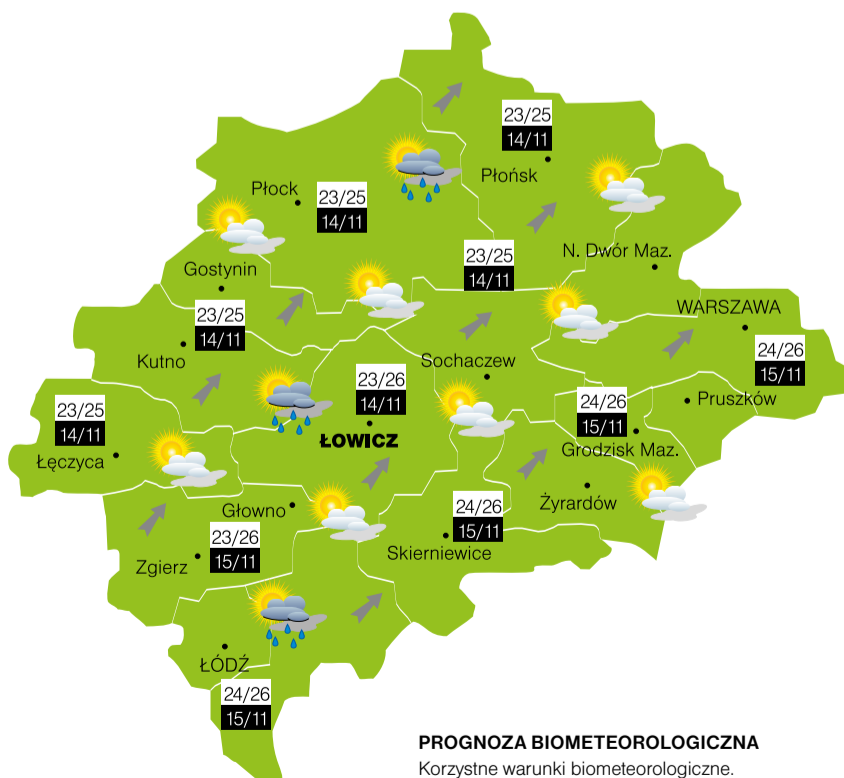 23/25
14/11
Płońsk
Płock
23/25
14/11
N. Dwór Maz.
23/25
14/11
Gostynin
WARSZAWA
23/25
14/11
Kutno
Sochaczew
24/26
15/11
23/26
14/11
ŁOWICZ
24/26
15/11
Pruszków
23/25
14/11
Łęczyca
Grodzisk Maz.
Żyrardów
Głowno
24/26
15/11
Skierniewice
23/26
15/11
Zgierz
ŁÓDŹ
24/26
15/11
PROGNOZA BIOMETEOROLOGICZNA
Korzystne warunki biometeorologiczne.